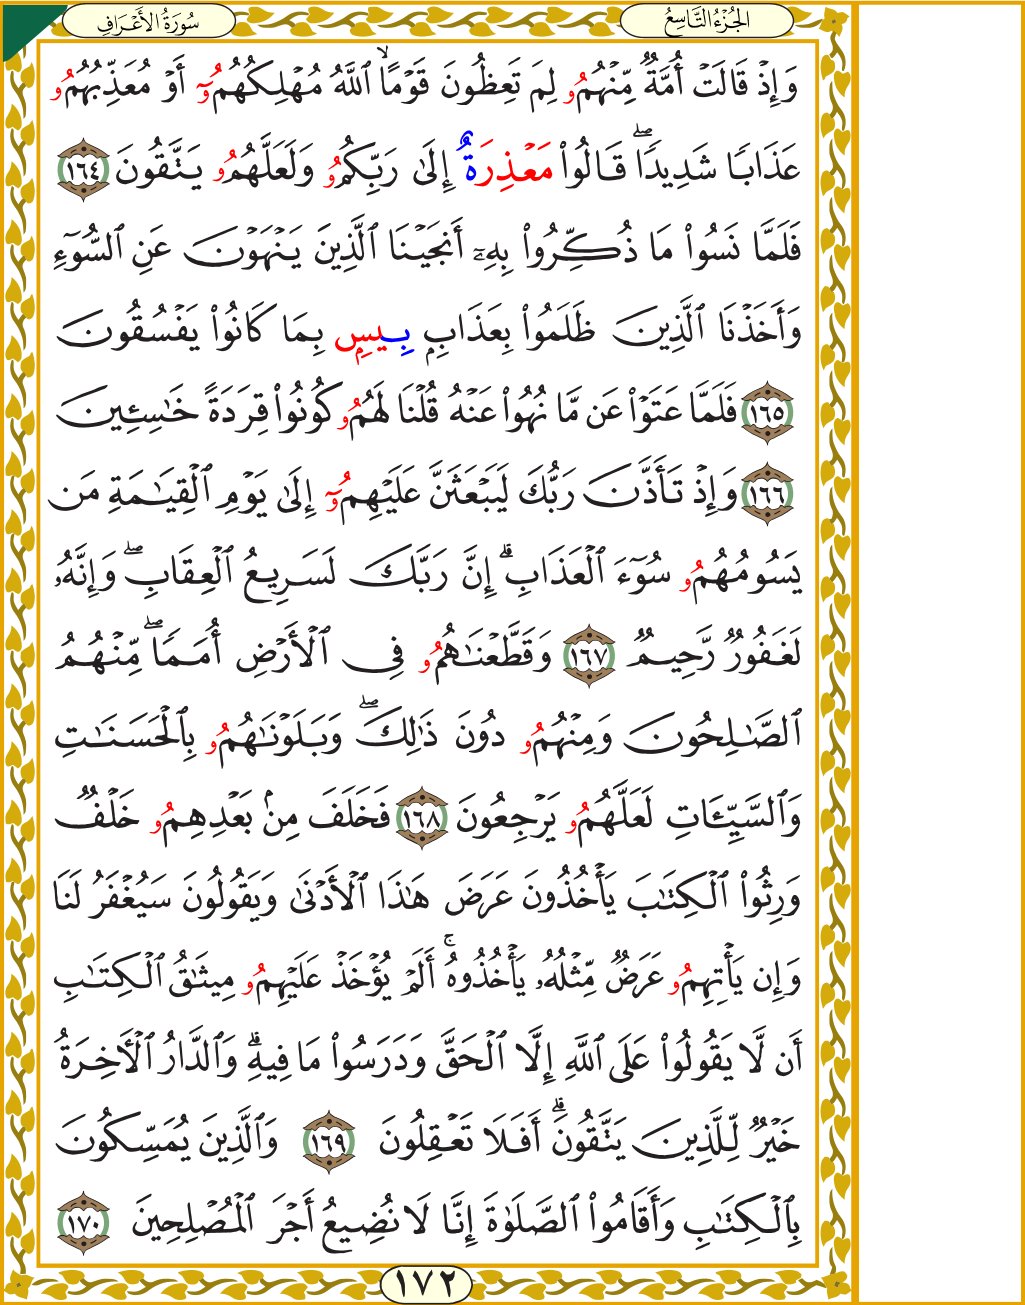 الجُزْءُ التَّاسِعُ
سُورَةُ الأَعْرَافِ
وَإِذْ قَالَتْ أُمَّةٌ مِّنْهُمُۥ لِمَ تَعِظُونَ قَوْمًاۙ ٱللَّهُ مُهْلِكُهُمُۥٓ أَوْ مُعَذِّبُهُمُۥ
عَذَابٗا شَدِيدٗاۖ قَالُواْ مَعْذِرَةٌ إِلَىٰ رَبِّكُمُۥ وَلَعَلَّهُمُۥ يَتَّقُونَ ١٦٤
فَلَمَّا نَسُواْ مَا ذُكِّرُواْ بِهِۦٓ أَنجَيْنَا ٱلَّذِينَ يَنْهَوْنَ عَنِ ٱلسُّوٓءِ
وَأَخَذْنَا ٱلَّذِينَ ظَلَمُواْ بِعَذَابِۭ بِيسِۭ بِمَا كَانُواْ يَفْسُقُونَ
١٦٥ فَلَمَّا عَتَوْاْ عَن مَّا نُهُواْ عَنْهُ قُلْنَا لَهُمُۥ كُونُواْ قِرَدَةً خَٰسِـِٔينَ
١٦٦ وَإِذْ تَأَذَّنَ رَبُّكَ لَيَبْعَثَنَّ عَلَيْهِمُۥٓ إِلَىٰ يَوْمِ ٱلْقِيَٰمَةِ مَن
يَسُومُهُمُۥ سُوٓءَ ٱلْعَذَابِۗ إِنَّ رَبَّكَ لَسَرِيعُ ٱلْعِقَابِۖ وَإِنَّهُۥ
لَغَفُورٌ رَّحِيمٌ ١٦٧ وَقَطَّعْنَٰهُمُۥ فِي ٱلْأَرْضِ أُمَمٗاۖ مِّنْهُمُ
ٱلصَّٰلِحُونَ وَمِنْهُمُۥ دُونَ ذَٰلِكَۖ وَبَلَوْنَٰهُمُۥ بِٱلْحَسَنَٰتِ
وَٱلسَّيِّـَٔاتِ لَعَلَّهُمُۥ يَرْجِعُونَ ١٦٨ فَخَلَفَ مِنۢ بَعْدِهِمُۥ خَلْفٌ
وَرِثُواْ ٱلْكِتَٰبَ يَأْخُذُونَ عَرَضَ هَٰذَا ٱلْأَدْنَىٰ وَيَقُولُونَ سَيُغْفَرُ لَنَا
وَإِن يَأْتِهِمُۥ عَرَضٌ مِّثْلُهُۥ يَأْخُذُوهُۚ أَلَمْ يُؤْخَذْ عَلَيْهِمُۥ مِيثَٰقُ ٱلْكِتَٰبِ
أَن لَّا يَقُولُواْ عَلَى ٱللَّهِ إِلَّا ٱلْحَقَّ وَدَرَسُواْ مَا فِيهِۗ وَٱلدَّارُ ٱلْأَخِرَةُ
خَيْرٌ لِّلَّذِينَ يَتَّقُونَۗ أَفَلَا تَعْقِلُونَ ١٦٩ وَٱلَّذِينَ يُمَسِّكُونَ
بِٱلْكِتَٰبِ وَأَقَامُواْ ٱلصَّلَوٰةَ إِنَّا لَا نُضِيعُ أَجْرَ ٱلْمُصْلِحِينَ ١٧٠
١٧٢